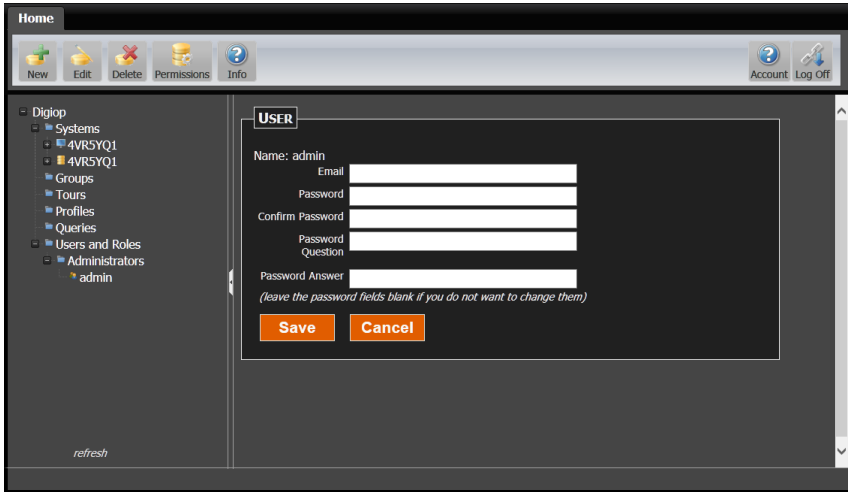 Home
New Edit Delete Permissions Info Account Log Off
Digiop
Systems
4VR5YQ1
4VR5YQ1
Groups
Tours
Profiles
Queries
Users and Roles
Administrators
admin
refresh
USER
Name: admin
Email
Password
Confirm Password
Password
Question
Password Answer
(leave the password fields blank if you do not want to change them)
Save Cancel